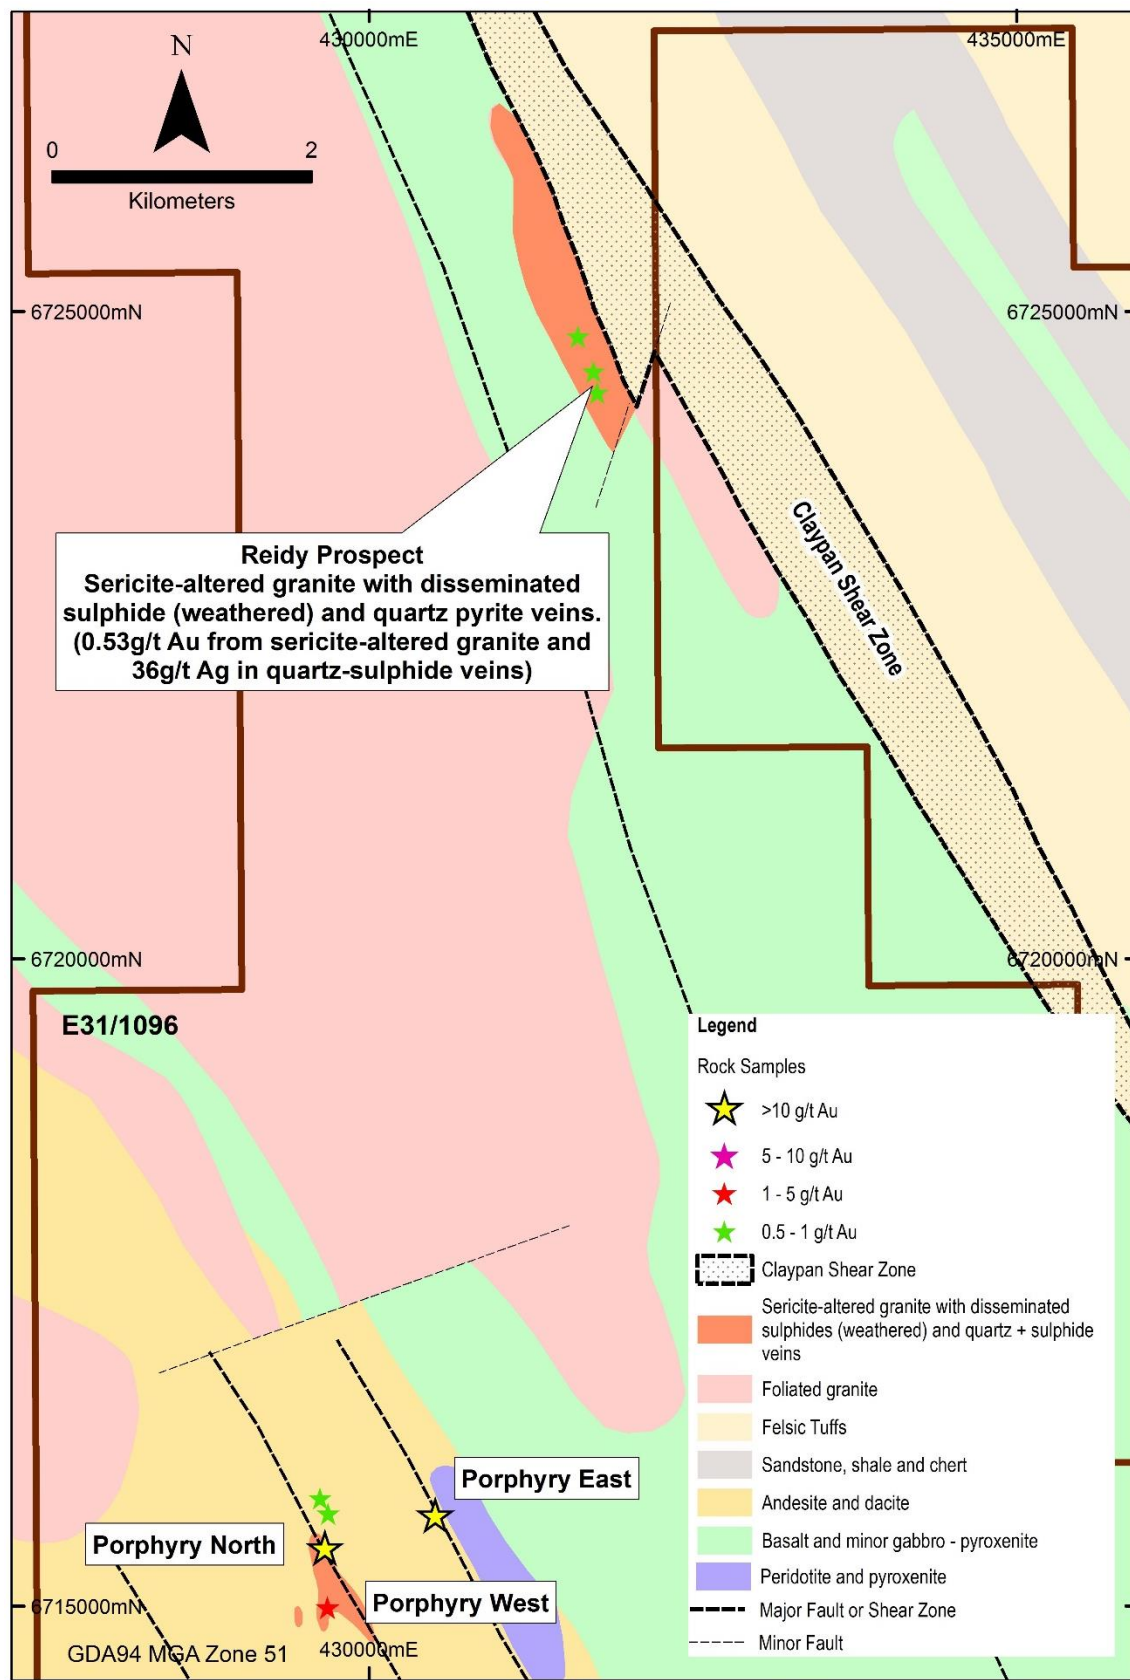 430000mE
435000mE
N
0 2
Kilometers
6725000mN
6725000mN
Claypan Shear Zone
Reidy Prospect
Sericite-altered granite with disseminated
sulphide (weathered) and quartz pyrite veins.
(0.53g/t Au from sericite-altered granite and
36g/t Ag in quartz-sulphide veins)
6720000mN
6720000mN
E31/1096
Legend
Rock Samples
>10 g/t Au
5 - 10 g/t Au
1 - 5 g/t Au
0.5 - 1 g/t Au
Claypan Shear Zone
Sericite-altered granite with disseminated
sulphides (weathered) and quartz + sulphide
veins
Foliated granite
Felsic Tuffs
Sandstone, shale and chert
Andesite and dacite
Basalt and minor gabbro - pyroxenite
Peridotite and pyroxenite
Major Fault or Shear Zone
Minor Fault
Porphyry East
Porphyry North
Porphyry West
6715000mN
GDA94 MGA Zone 51
430000mE